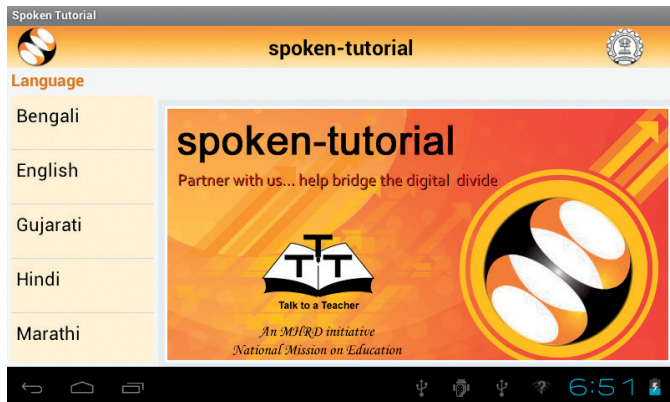 Spoken Tutorial
spoken-tutorial
Language
Bengali
English
Gujarati
Hindi
Marathi
spoken-tutorial
Partner with us... help bridge the digital divide
TTT
Talk to a Teacher
An MHRD initiative
National Mission on Education
6:51